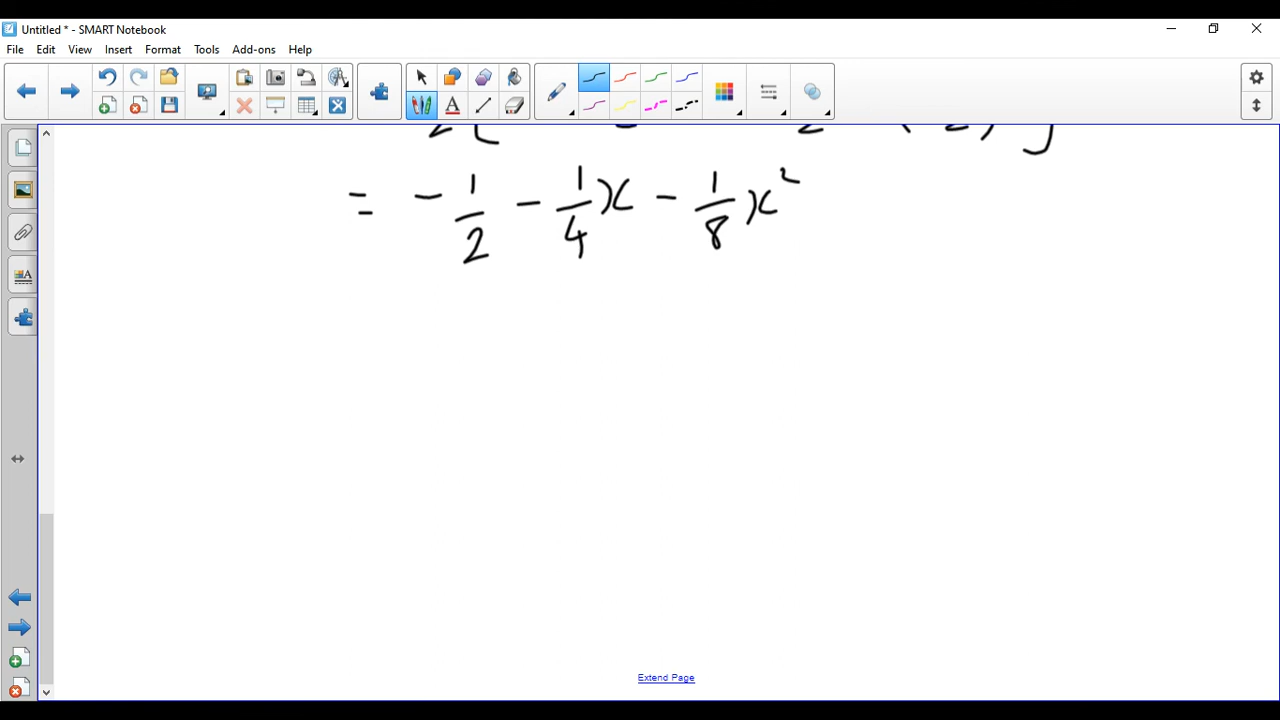 Untitled * - SMART Notebook
File Edit View Insert Format Tools Add-ons Help
= - 1/2 - 1/4 x - 1/8 x²
Extend Page